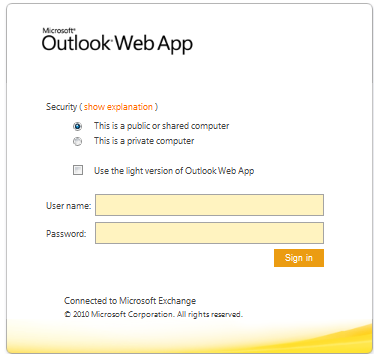 Microsoft®
Outlook Web App
Security ( show explanation )
This is a public or shared computer
This is a private computer
Use the light version of Outlook Web App
User name:
Password:
Sign in
Connected to Microsoft Exchange
© 2010 Microsoft Corporation. All rights reserved.